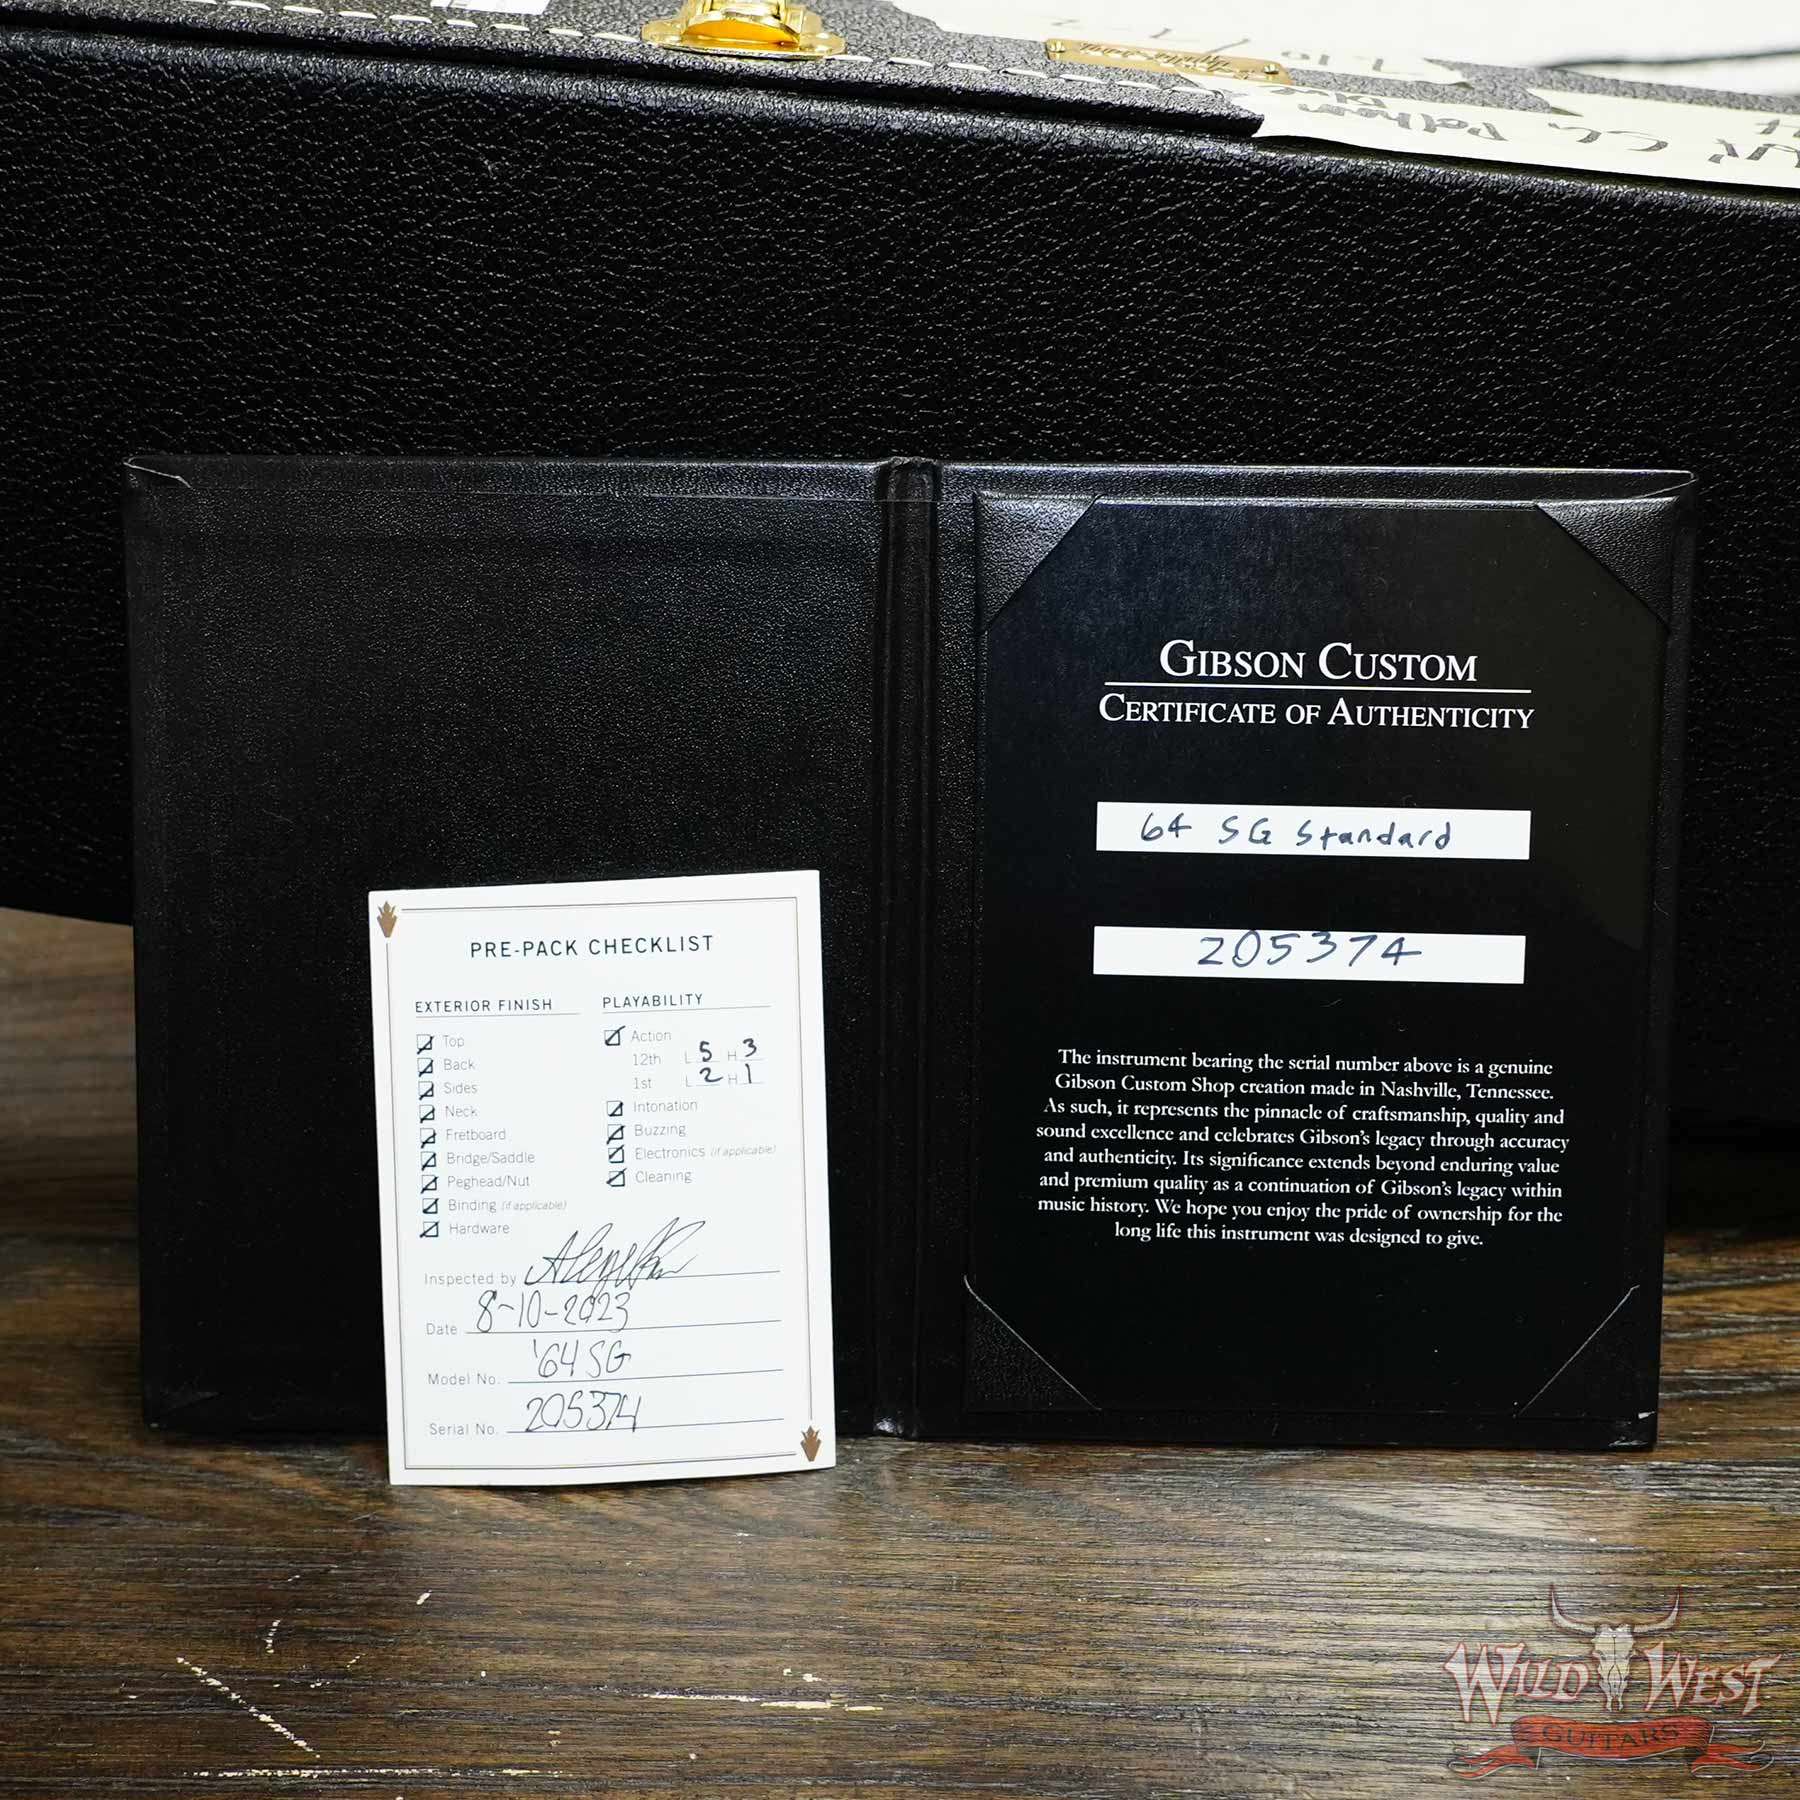 PRE-PACK CHECKLIST
EXTERIOR FINISH
Top
Back
Sides
Neck
Fretboard
Bridge/Saddle
Peghead/Nut
Binding (if applicable)
Hardware
PLAYABILITY
Action
12th L 5 H 3
1st L 2 H 1
Intonation
Buzzing
Electronics (if applicable)
Cleaning
Inspected by
Date 8-10-2023
Model No. '64 SG
Serial No. 205374
GIBSON CUSTOM
CERTIFICATE OF AUTHENTICITY
64 SG Standard
205374
The instrument bearing the serial number above is a genuine
Gibson Custom Shop creation made in Nashville, Tennessee.
As such, it represents the pinnacle of craftsmanship, quality and
sound excellence and celebrates Gibson's legacy through accuracy
and authenticity. Its significance extends beyond enduring value
and premium quality as a continuation of Gibson's legacy within
music history. We hope you enjoy the pride of ownership for the
long life this instrument was designed to give.
WILD WEST
GUITARS